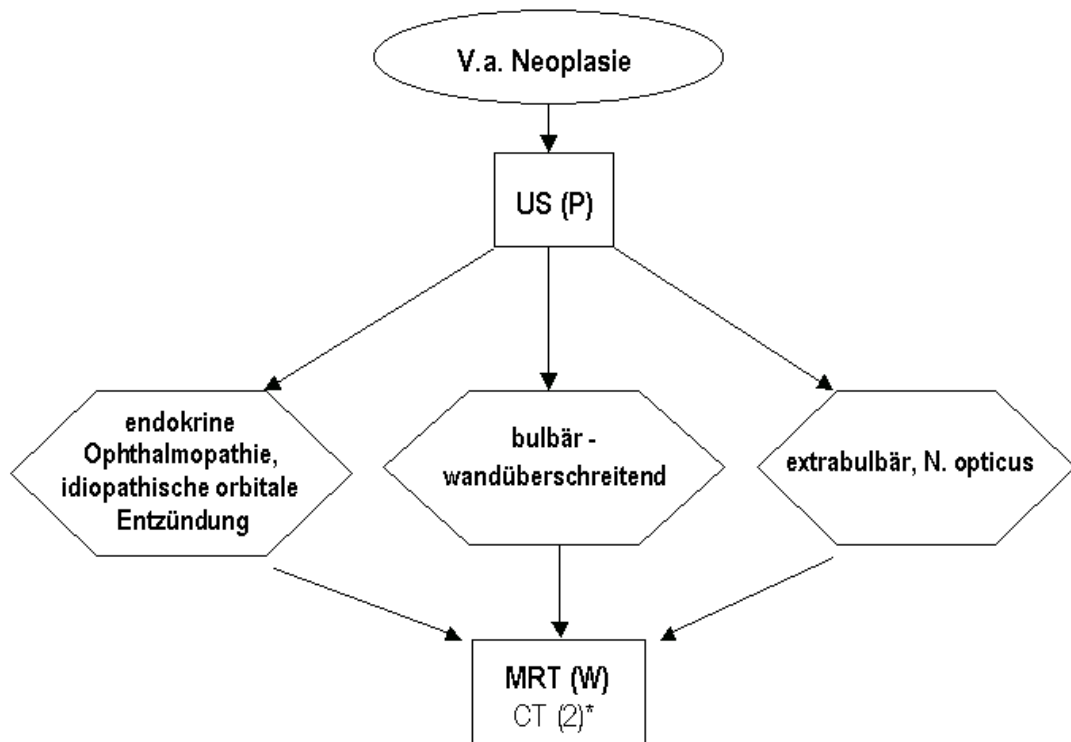 V.a. Neoplasie
US (P)
endokrine
Ophthalmopathie,
idiopathische orbitale
Entzündung
bulbär -
wandüberschreitend
extrabulbär, N. opticus
MRT (W)
CT (2)*